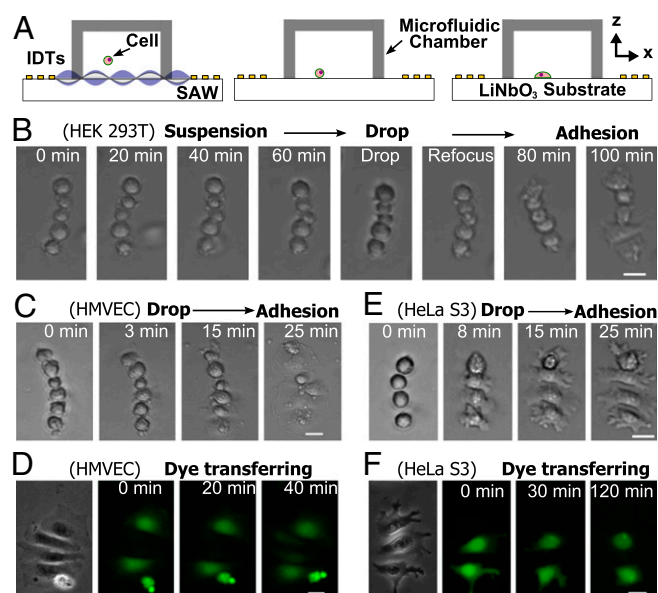 A
IDTs
Cell
SAW
Microfluidic
Chamber
z
x
LiNbO3 Substrate
B (HEK 293T) Suspension Drop Adhesion
0 min 20 min 40 min 60 min Drop Refocus 80 min 100 min
C (HMVEC) Drop Adhesion
0 min 3 min 15 min 25 min
E (HeLa S3) Drop Adhesion
0 min 8 min 15 min 25 min
D (HMVEC) Dye transferring
0 min 20 min 40 min
F (HeLa S3) Dye transferring
0 min 30 min 120 min